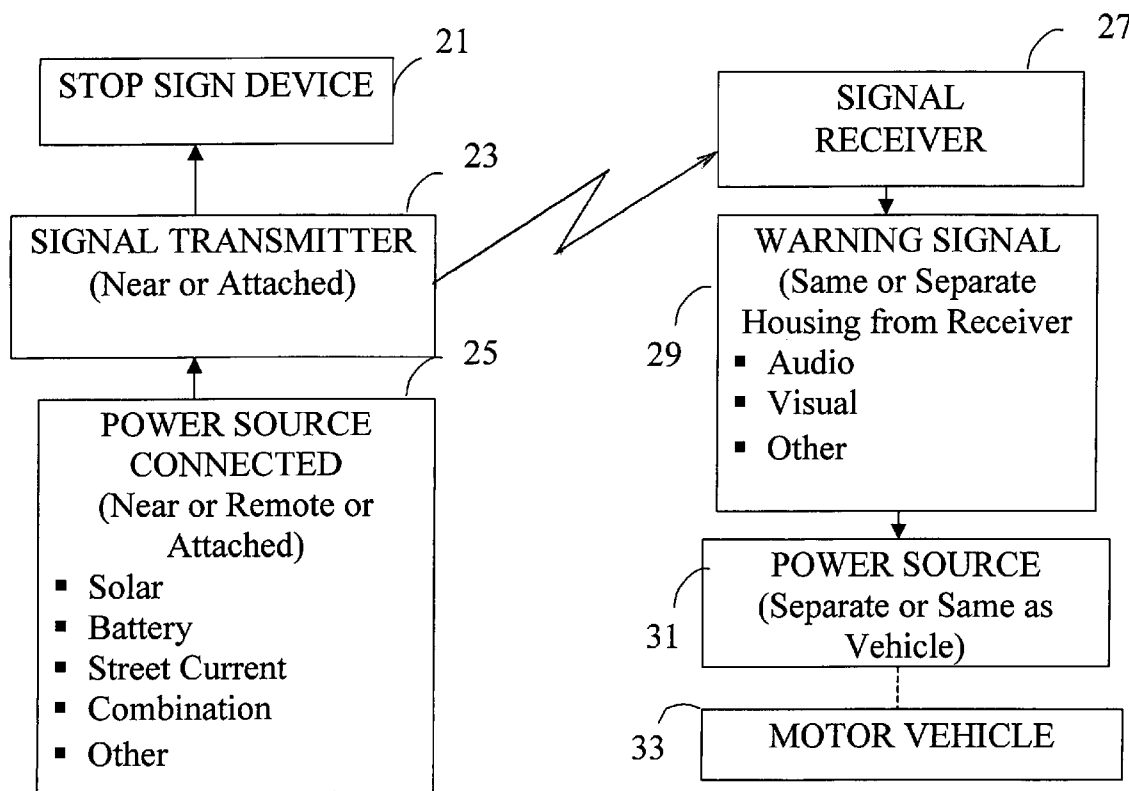 21
STOP SIGN DEVICE
23
SIGNAL TRANSMITTER
(Near or Attached)
25
POWER SOURCE
CONNECTED
(Near or Remote or
Attached)
▪ Solar
▪ Battery
▪ Street Current
▪ Combination
▪ Other
27
SIGNAL
RECEIVER
WARNING SIGNAL
(Same or Separate
Housing from Receiver
29
▪ Audio
▪ Visual
▪ Other
POWER SOURCE
(Separate or Same as
31
Vehicle)
33
MOTOR VEHICLE